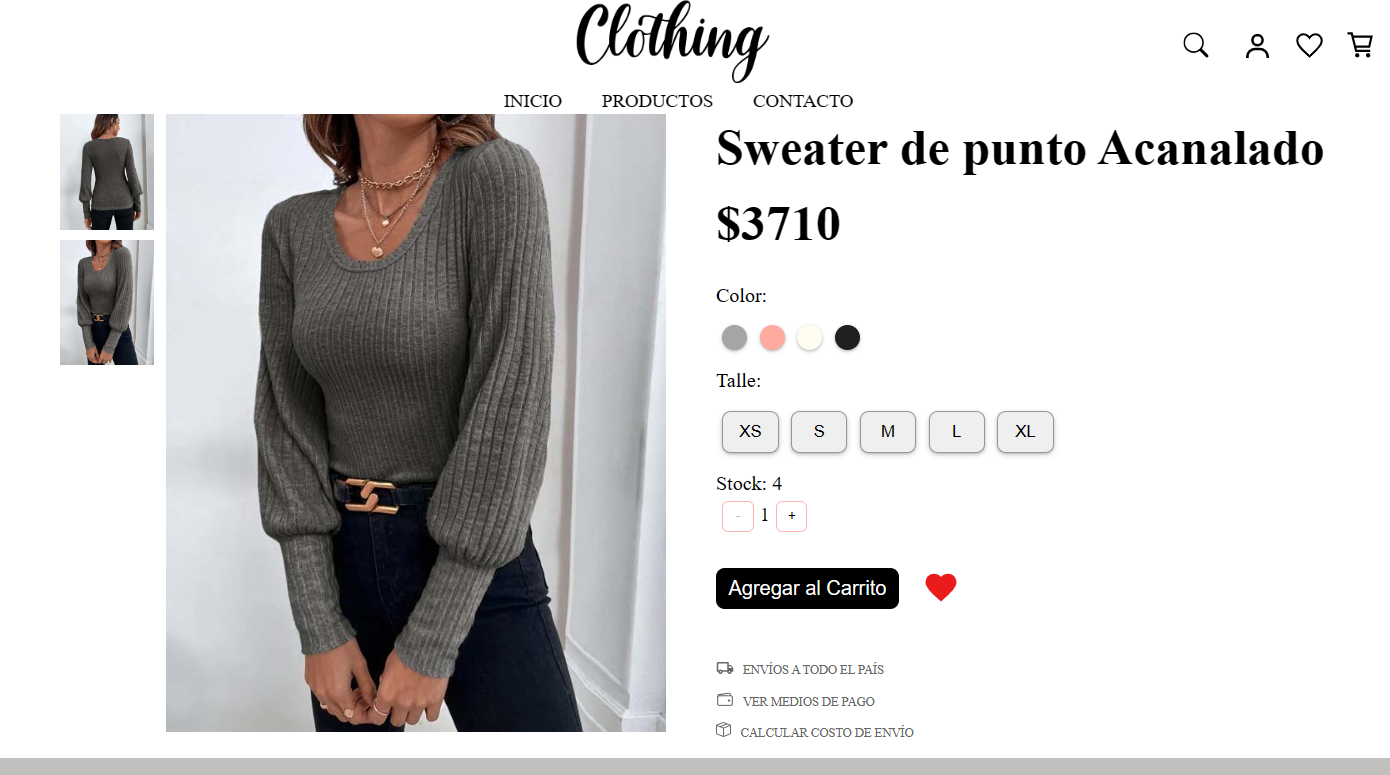 Clothing
INICIO PRODUCTOS CONTACTO
Sweater de punto Acanalado
$3710
Color:
Talle:
XS S M L XL
Stock: 4
- 1 +
Agregar al Carrito
ENVÍOS A TODO EL PAÍS
VER MEDIOS DE PAGO
CALCULAR COSTO DE ENVÍO